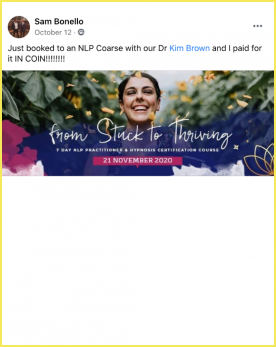 Sam Bonello
October 12 ·
Just booked to an NLP Coarse with our Dr Kim Brown and I paid for
it IN COIN!!!!!!!!
from Stuck to Thriving
7 DAY NLP PRACTITIONER & HYPNOSIS CERTIFICATION COURSE
21 NOVEMBER 2020